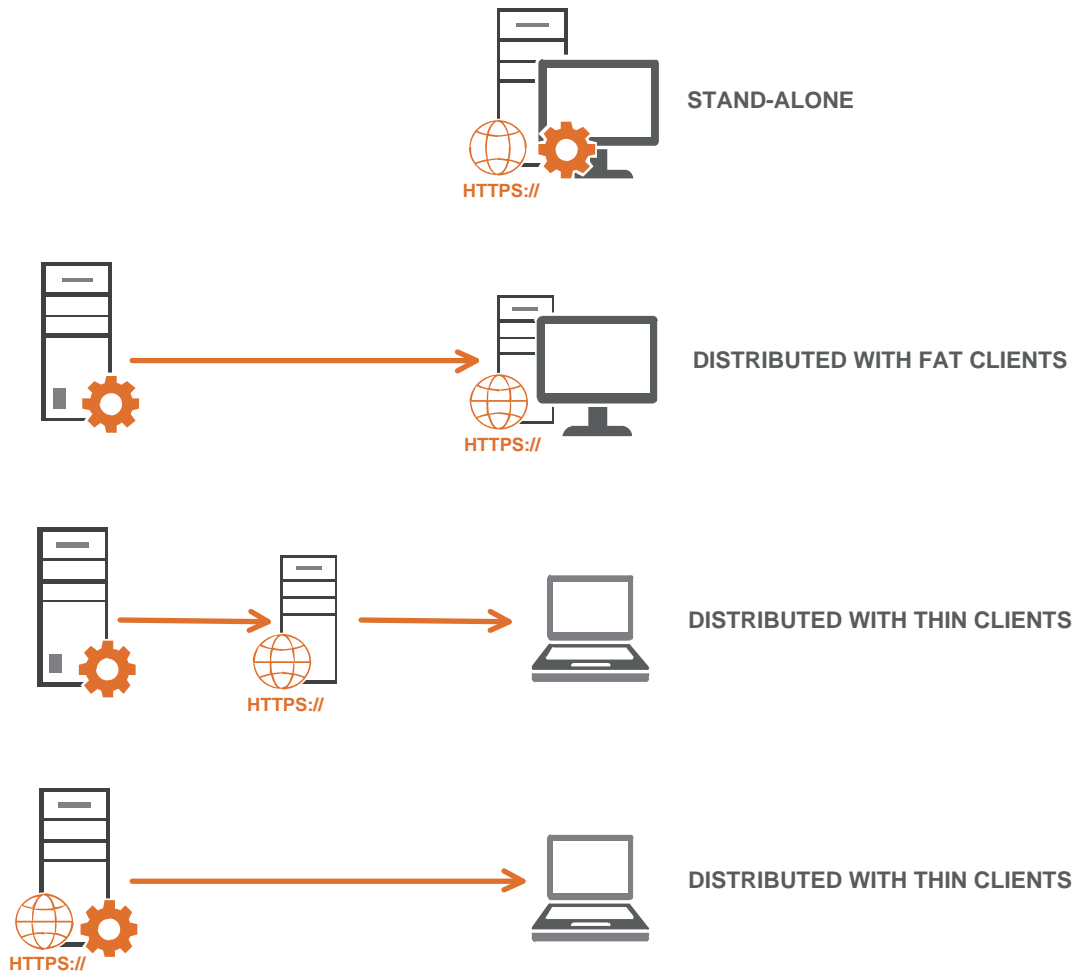 STAND-ALONE
HTTPS://
DISTRIBUTED WITH FAT CLIENTS
HTTPS://
DISTRIBUTED WITH THIN CLIENTS
HTTPS://
DISTRIBUTED WITH THIN CLIENTS
HTTPS://